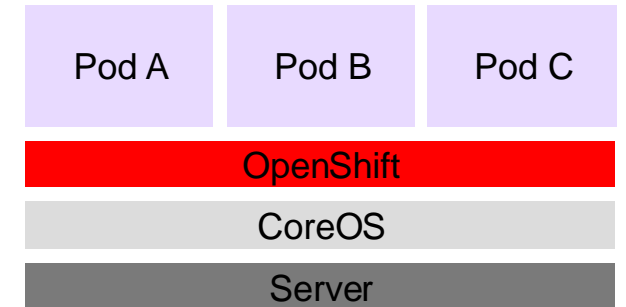 Pod A
Pod B
Pod C
OpenShift
CoreOS
Server